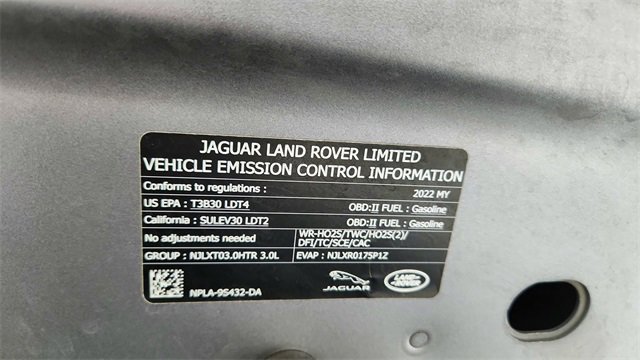 JAGUAR LAND ROVER LIMITED
VEHICLE EMISSION CONTROL INFORMATION
Conforms to regulations : 2022 MY
US EPA : T3B30 LDT4 OBD:II FUEL : Gasoline
California : SULEV30 LDT2 OBD:II FUEL : Gasoline
No adjustments needed WR-HO2S/TWC/HO2S(2)/
DFI/TC/SCE/CAC
GROUP : NJLXT03.0HTR 3.0L EVAP : NJLXR0175P1Z
NPLA-9S432-DA JAGUAR LAND-ROVER